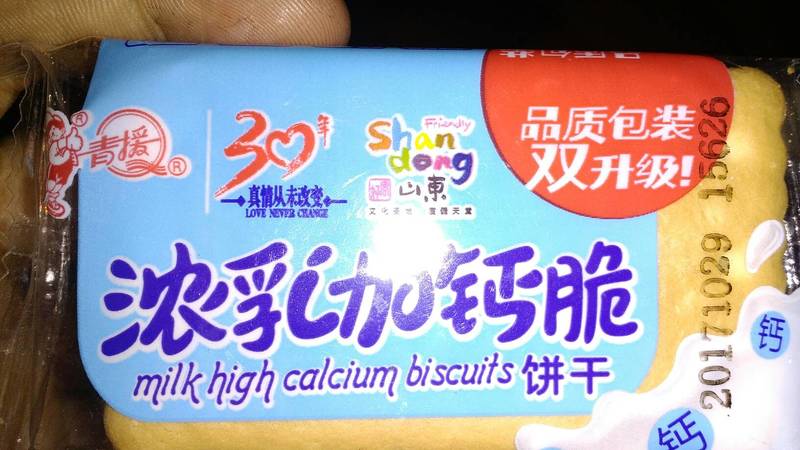 品质包装
双升级!
青援
30年
真情从未改变
LOVE NEVER CHANGE
Friendly
Shan
dong
山東
浓乳加钙脆
milk high calcium biscuits 饼干
20171029 15626
钙
钙